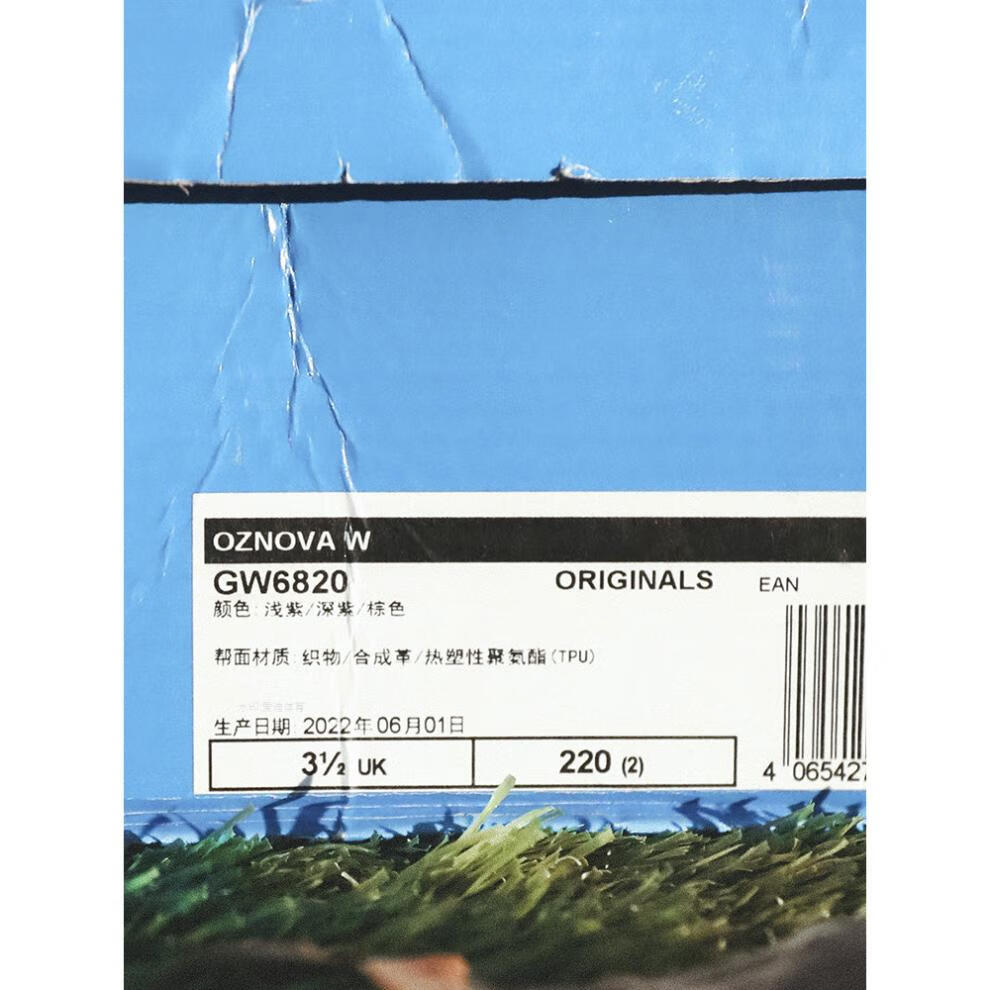 OZNOVA W
GW6820
ORIGINALS
EAN
颜色: 浅紫/深紫/棕色
帮面材质: 织物/合成革/热塑性聚氨酯(TPU)
生产日期: 2022年06月01日
3½ UK
220 (2)
4 065427